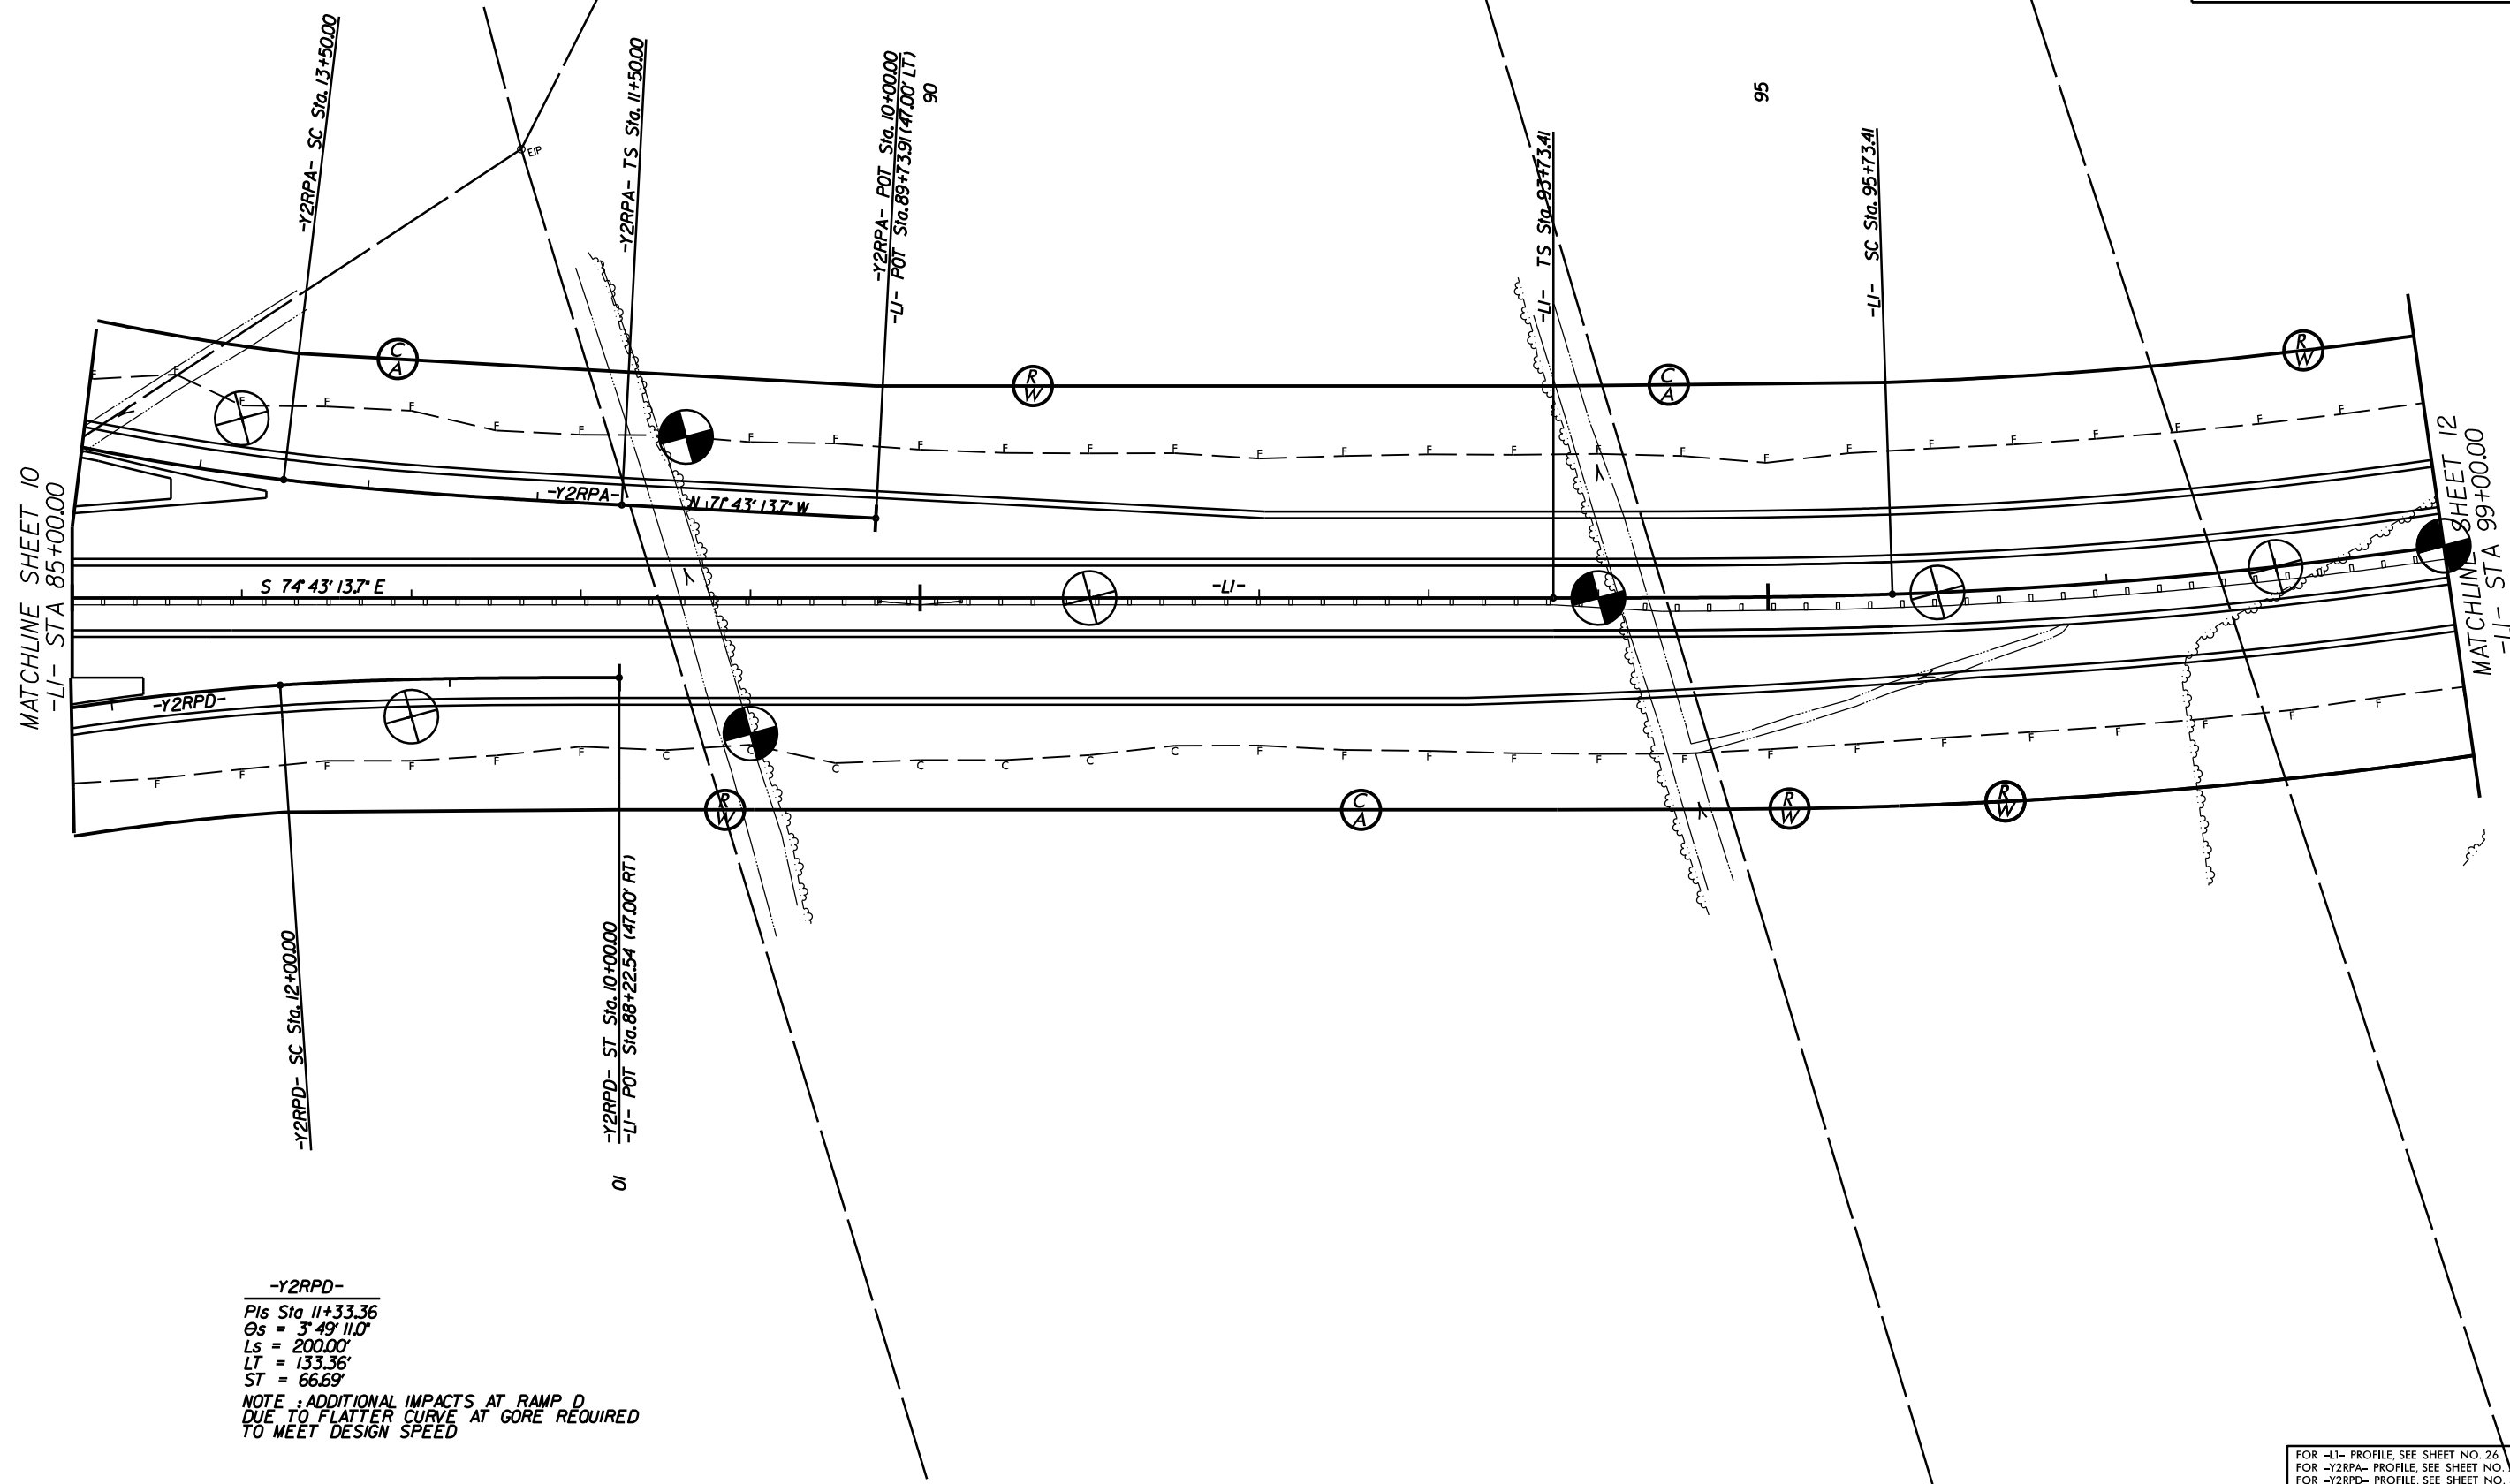 -Y2RPA- SC Sta. 13+50.00
-Y2RPA- TS Sta. 11+50.00
-Y2RPA- POT Sta. 10+00.00
-L1- POT Sta. 89+73.91 (47.00' LT)
90
95
-L1- TS Sta. 93+73.41
-L1- SC Sta. 95+73.41
EIP
C
A
R
W
C
A
R
W
F F F F F F F F F F F F F F F F F F F F F F F F F F F
MATCHLINE SHEET 10
-L1- STA 85+00.00
-Y2RPA-
N 71° 43' 13.7" W
S 74° 43' 13.7" E
-L1-
MATCHLINE SHEET 12
-L1- STA 99+00.00
-Y2RPD-
F F F F F F C C C C C C C F F F F F F F F F F F F F F
R
W
C
A
R
W
R
W
-Y2RPD- SC Sta. 12+00.00
-Y2RPD- ST Sta. 10+00.00
-L1- POT Sta. 88+22.54 (47.00' RT)
10
-Y2RPD-
PIs Sta 11+33.36
Θs = 3° 49' 11.0"
Ls = 200.00'
LT = 133.36'
ST = 66.69'
NOTE : ADDITIONAL IMPACTS AT RAMP D
DUE TO FLATTER CURVE AT GORE REQUIRED
TO MEET DESIGN SPEED
FOR -L1- PROFILE, SEE SHEET NO. 26
FOR -Y2RPA- PROFILE, SEE SHEET NO.
FOR -Y2RPD- PROFILE, SEE SHEET NO.